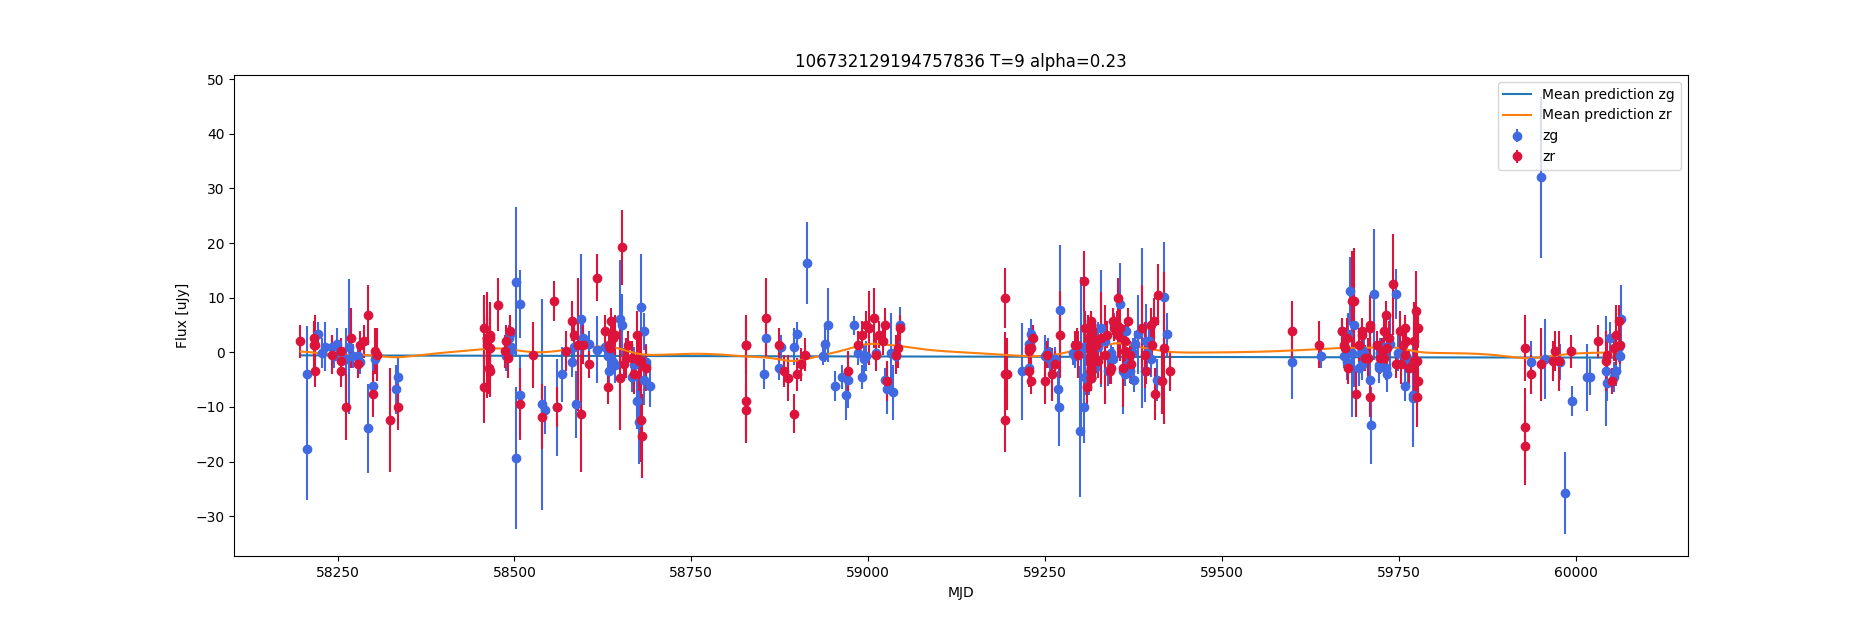 106732129194757836 T=9 alpha=0.23
50
40
30
20
10
0
−10
−20
−30
Flux [uJy]
58250
58500
58750
59000
59250
59500
59750
60000
MJD
Mean prediction zg
Mean prediction zr
zg
zr